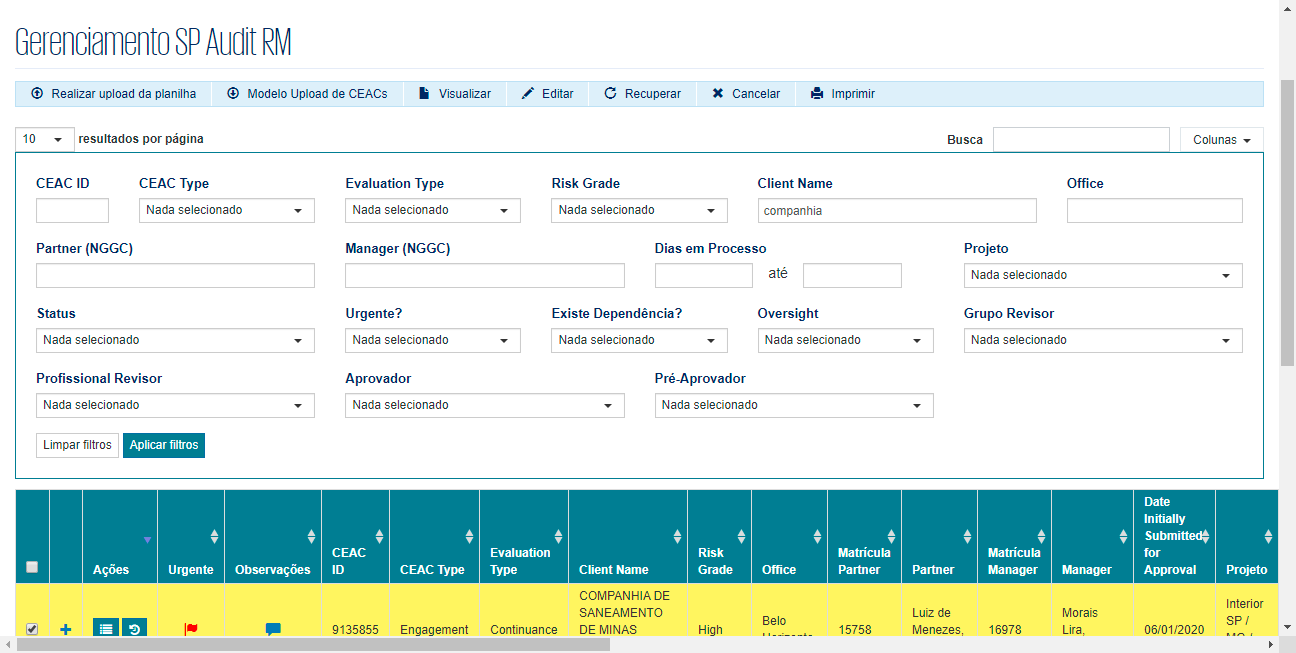 Gerenciamento SP Audit RM
Realizar upload da planilha Modelo Upload de CEACs Visualizar Editar Recuperar Cancelar Imprimir
10 resultados por página Busca Colunas
CEAC ID CEAC Type Evaluation Type Risk Grade Client Name Office
Nada selecionado Nada selecionado Nada selecionado companhia
Partner (NGGC) Manager (NGGC) Dias em Processo Projeto
até Nada selecionado
Status Urgente? Existe Dependência? Oversight Grupo Revisor
Nada selecionado Nada selecionado Nada selecionado Nada selecionado Nada selecionado
Profissional Revisor Aprovador Pré-Aprovador
Nada selecionado Nada selecionado Nada selecionado
Limpar filtros Aplicar filtros
Ações
Urgente
Observações
CEAC
ID
CEAC Type
Evaluation
Type
Client Name
Risk
Grade
Office
Matrícula
Partner
Partner
Matrícula
Manager
Manager
Date
Initially
Submitted
for
Approval
Projeto
9135855
Engagement
Continuance
COMPANHIA DE
SANEAMENTO
DE MINAS
High
Belo
Horizonte
15758
Luiz de
Menezes,
16978
Morais
Lira,
06/01/2020
Interior
SP /
MG /